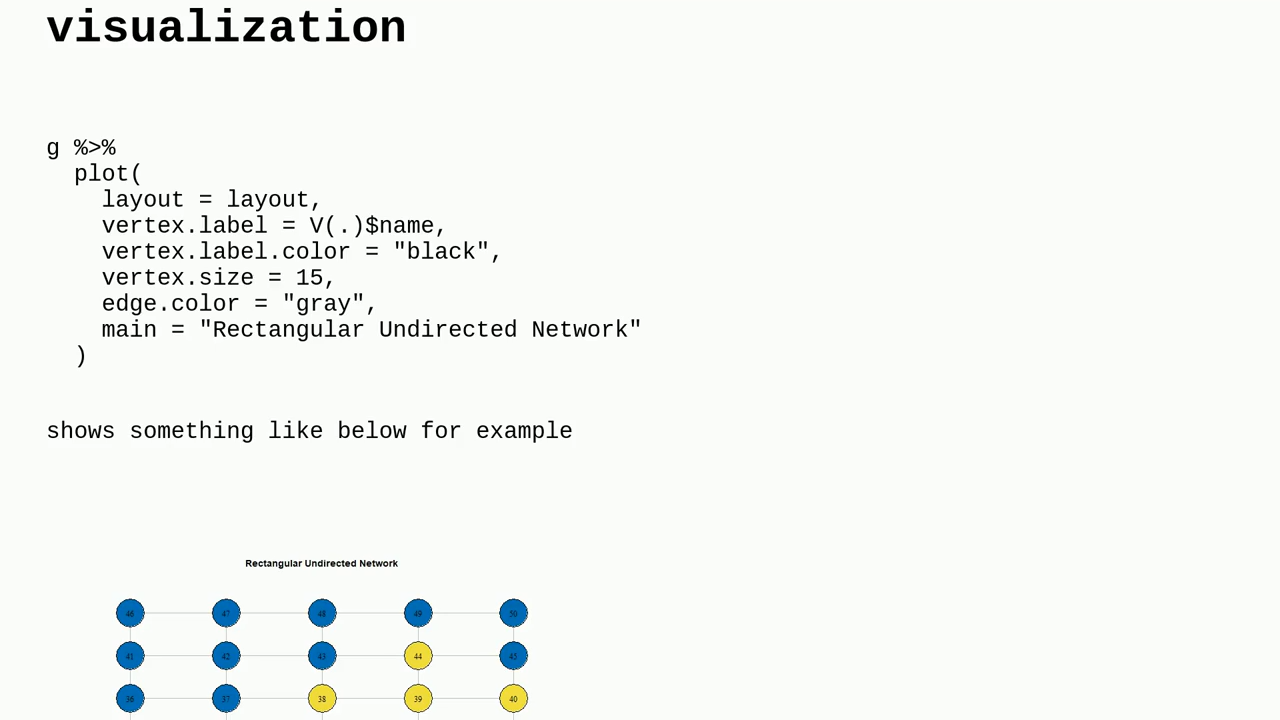 visualization
g %>%
  plot(
    layout = layout,
    vertex.label = V(.)$name,
    vertex.label.color = "black",
    vertex.size = 15,
    edge.color = "gray",
    main = "Rectangular Undirected Network"
  )
shows something like below for example
Rectangular Undirected Network
46 47 48 49 50
41 42 43 44 45
36 37 38 39 40